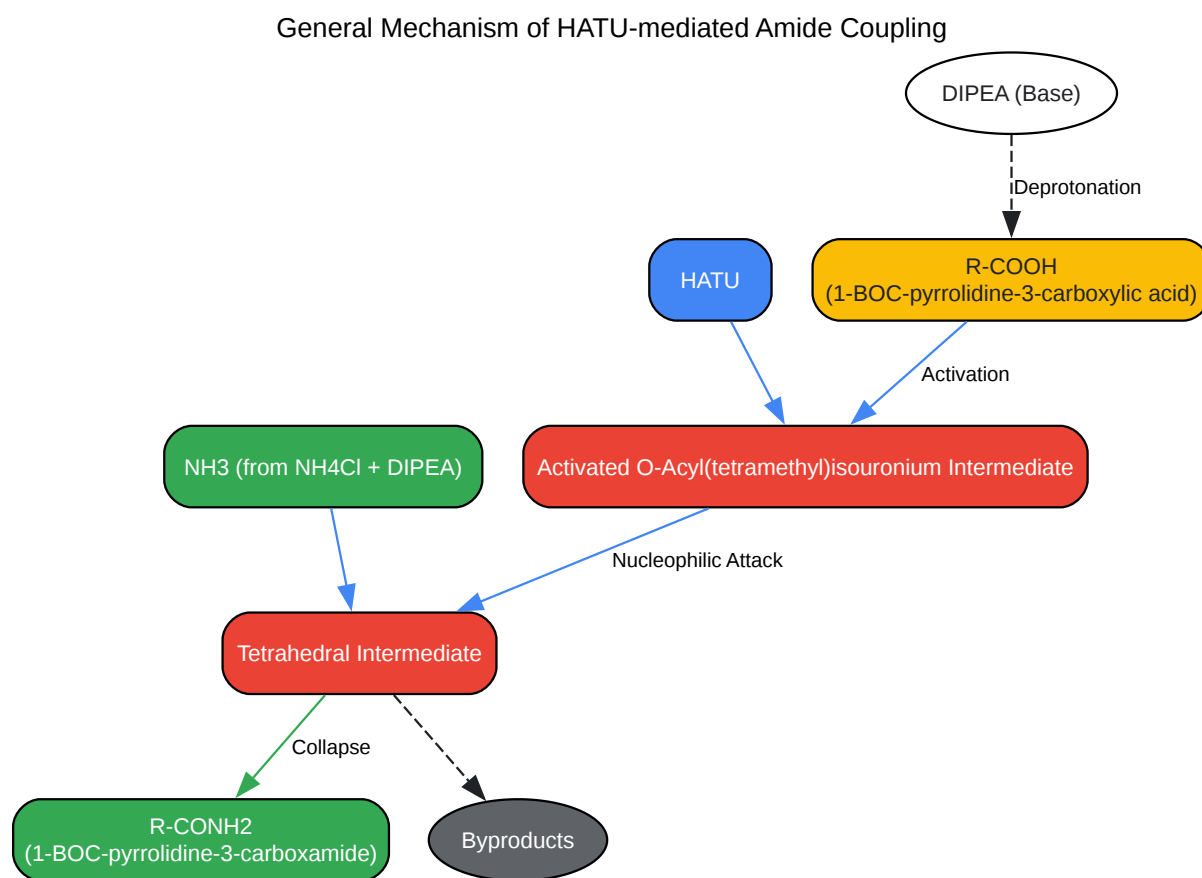 General Mechanism of HATU-mediated Amide Coupling
DIPEA (Base)
Deprotonation
HATU
R-COOH
(1-BOC-pyrrolidine-3-carboxylic acid)
Activation
NH3 (from NH4Cl + DIPEA)
Activated O-Acyl(tetramethyl)isouronium Intermediate
Nucleophilic Attack
Tetrahedral Intermediate
Collapse
R-CONH2
(1-BOC-pyrrolidine-3-carboxamide)
Byproducts